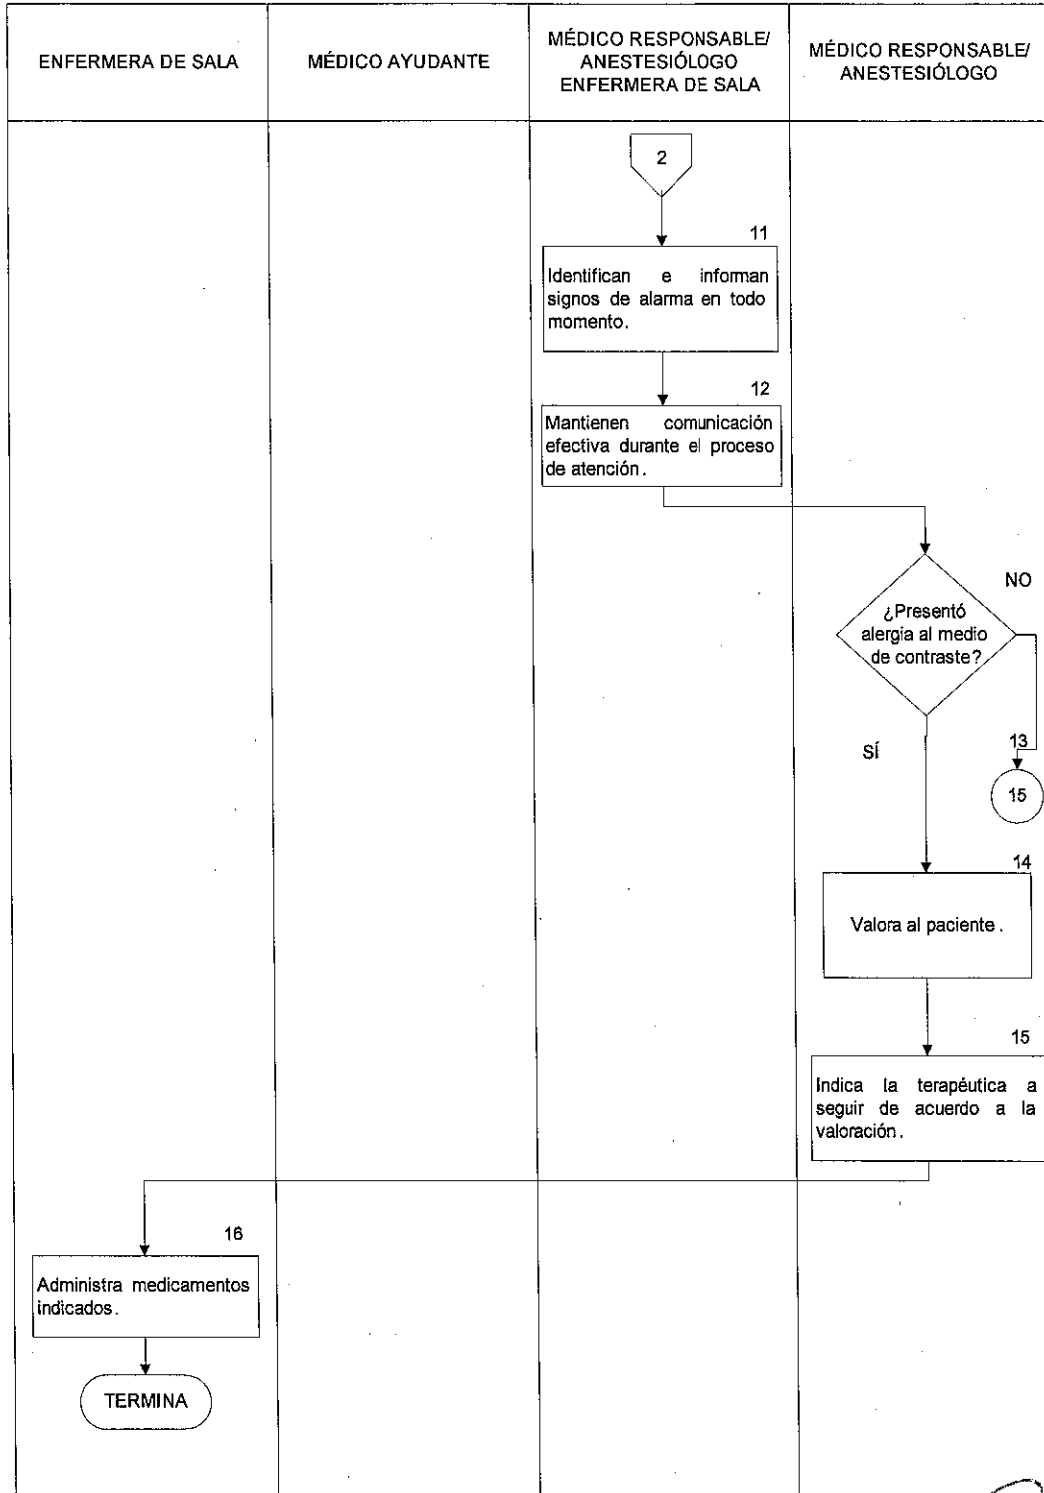 ENFERMERA DE SALA
MÉDICO AYUDANTE
MÉDICO RESPONSABLE/
ANESTESIÓLOGO
ENFERMERA DE SALA
MÉDICO RESPONSABLE/
ANESTESIÓLOGO
2
11
Identifican e informan
signos de alarma en todo
momento.
12
Mantienen comunicación
efectiva durante el proceso
de atención.
NO
¿Presentó
alergia al medio
de contraste?
SÍ
13
15
14
Valora al paciente.
15
Indica la terapéutica a
seguir de acuerdo a la
valoración.
16
Administra medicamentos
indicados.
TERMINA